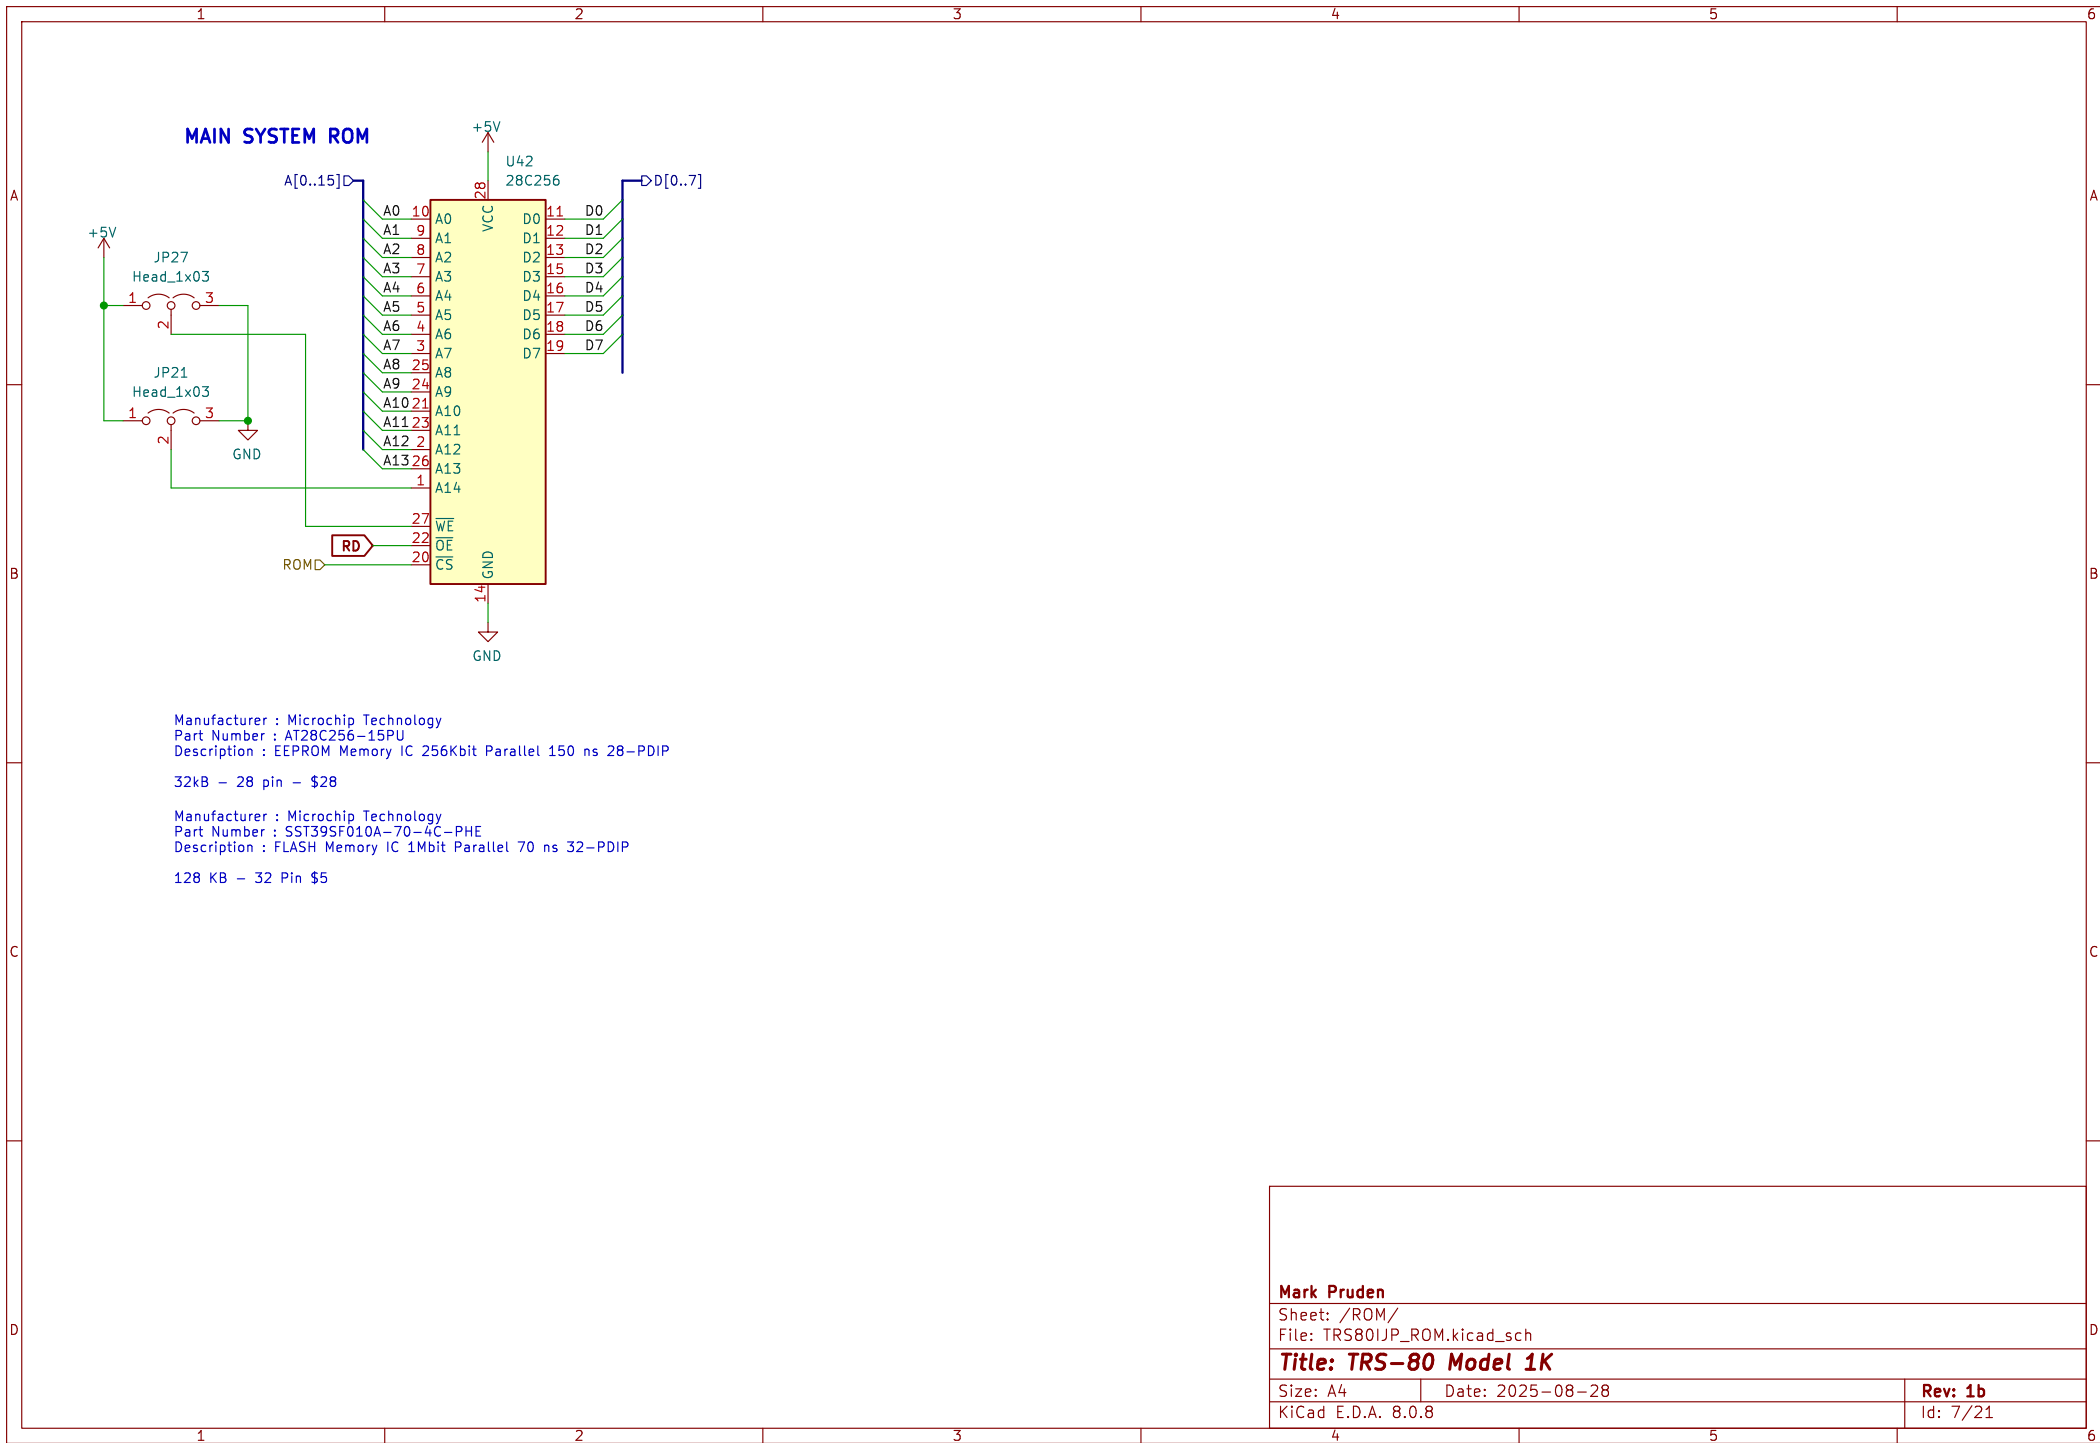 1 2 3 4 5 6
A A
B B
C C
D D
MAIN SYSTEM ROM
+5V
U42
28C256
A[0..15]
D[0..7]
28
VCC
A0 10 A0
A1 9 A1
A2 8 A2
A3 7 A3
A4 6 A4
A5 5 A5
A6 4 A6
A7 3 A7
A8 25 A8
A9 24 A9
A10 21 A10
A11 23 A11
A12 2 A12
A13 26 A13
1 A14
27 WE
RD 22 OE
ROM 20 CS
D0 11 D0
D1 12 D1
D2 13 D2
D3 15 D3
D4 16 D4
D5 17 D5
D6 18 D6
D7 19 D7
GND
14
GND
+5V
JP27
Head_1x03
1 3
2
JP21
Head_1x03
1 3
2
GND
Manufacturer : Microchip Technology
Part Number : AT28C256-15PU
Description : EEPROM Memory IC 256Kbit Parallel 150 ns 28-PDIP
32kB - 28 pin - $28
Manufacturer : Microchip Technology
Part Number : SST39SF010A-70-4C-PHE
Description : FLASH Memory IC 1Mbit Parallel 70 ns 32-PDIP
128 KB - 32 Pin $5
Mark Pruden
Sheet: /ROM/
File: TRS80IJP_ROM.kicad_sch
Title: TRS-80 Model 1K
Size: A4 Date: 2025-08-28 Rev: 1b
KiCad E.D.A. 8.0.8 Id: 7/21
1 2 3 4 5 6